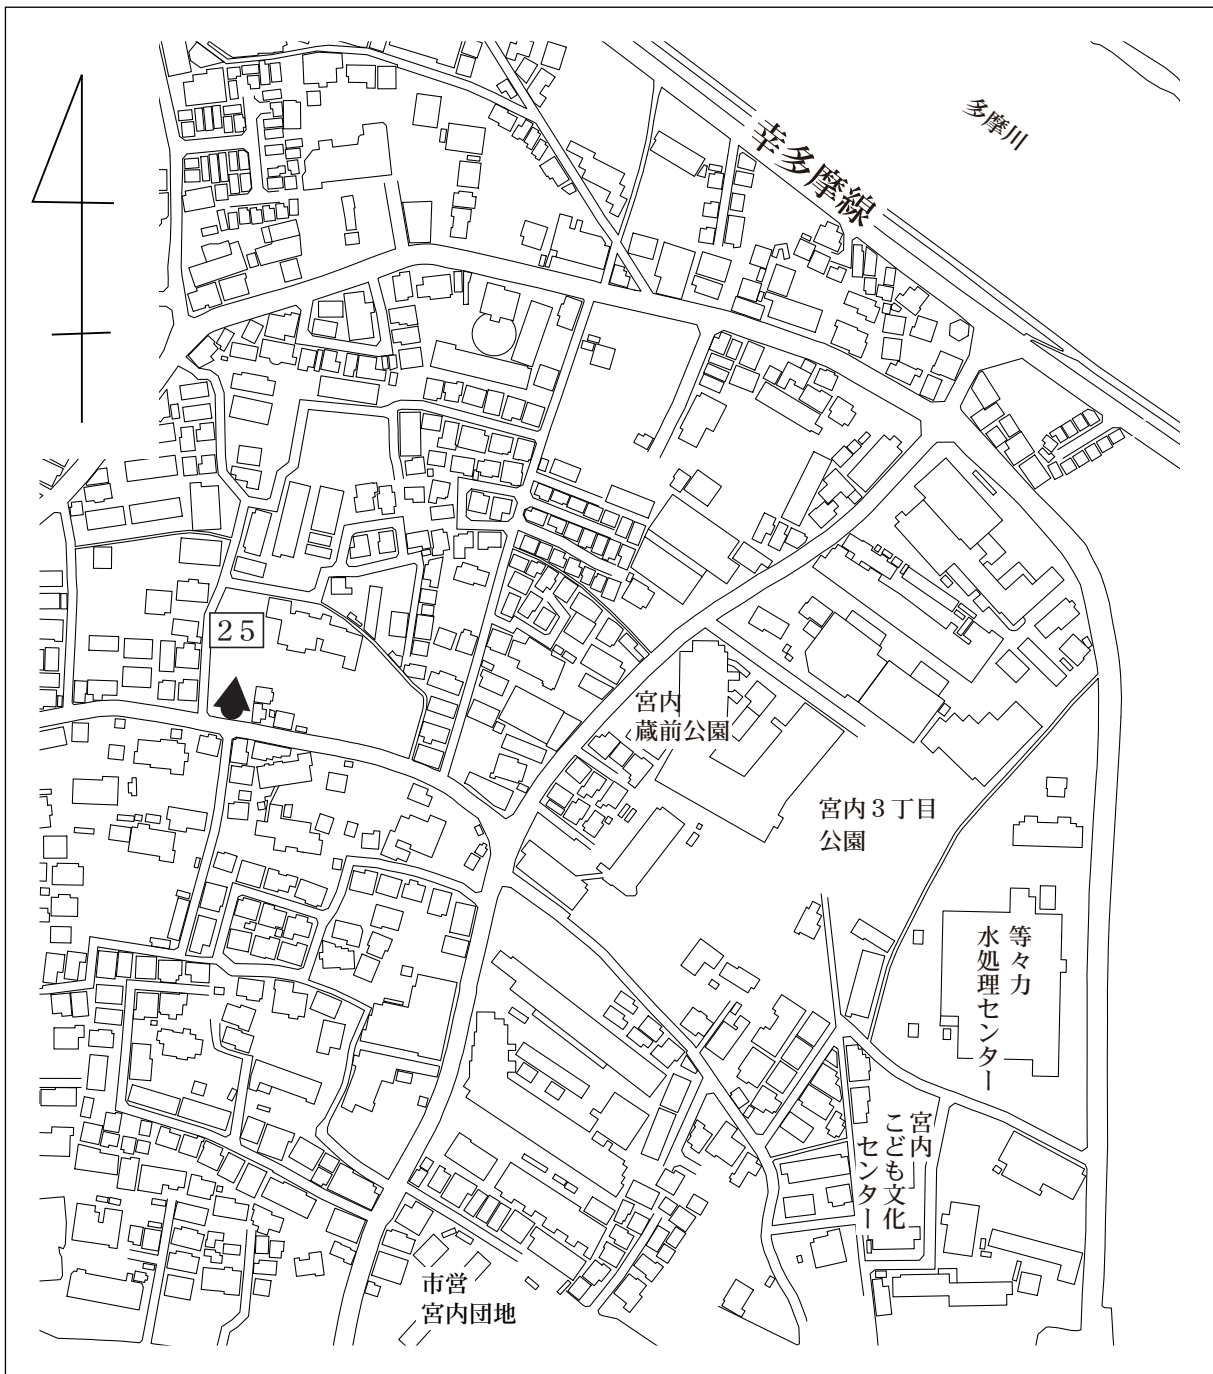 多摩川
幸多摩線
２５
宮内
蔵前公園
宮内３丁目
公園
等々力
水処理センター
宮内
こども文化
センター
市営
宮内団地